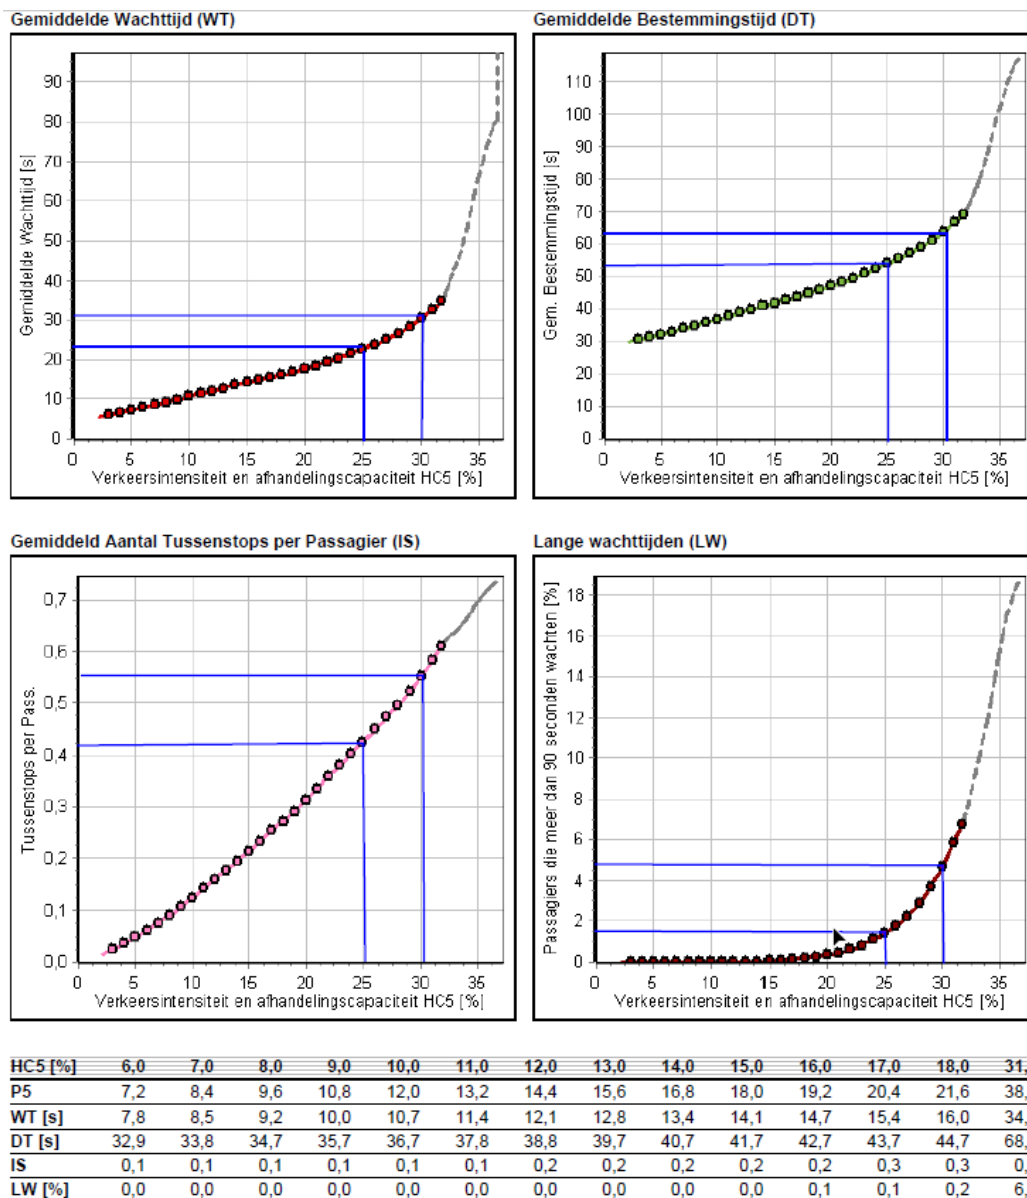 Gemiddelde Wachttijd (WT)
Gemiddelde Bestemmingstijd (DT)
90
80
70
60
50
40
30
20
10
0
Gemiddelde Wachttijd [s]
0 5 10 15 20 25 30 35
Verkeersintensiteit en afhandelingscapaciteit HC5 [%]
110
100
90
80
70
60
50
40
30
20
10
0
Gem. Bestemmingstijd [s]
0 5 10 15 20 25 30 35
Verkeersintensiteit en afhandelingscapaciteit HC5 [%]
Gemiddeld Aantal Tussenstops per Passagier (IS)
Lange wachttijden (LW)
0,7
0,6
0,5
0,4
0,3
0,2
0,1
0,0
Tussenstops per Pass.
0 5 10 15 20 25 30 35
Verkeersintensiteit en afhandelingscapaciteit HC5 [%]
18
16
14
12
10
8
6
4
2
0
Passagiers die meer dan 90 seconden wachten [%]
0 5 10 15 20 25 30 35
Verkeersintensiteit en afhandelingscapaciteit HC5 [%]
HC5 [%] 6,0 7,0 8,0 9,0 10,0 11,0 12,0 13,0 14,0 15,0 16,0 17,0 18,0 31,
P5 7,2 8,4 9,6 10,8 12,0 13,2 14,4 15,6 16,8 18,0 19,2 20,4 21,6 38,
WT [s] 7,8 8,5 9,2 10,0 10,7 11,4 12,1 12,8 13,4 14,1 14,7 15,4 16,0 34,
DT [s] 32,9 33,8 34,7 35,7 36,7 37,8 38,8 39,7 40,7 41,7 42,7 43,7 44,7 68,
IS 0,1 0,1 0,1 0,1 0,1 0,1 0,2 0,2 0,2 0,2 0,2 0,3 0,3 0,
LW [%] 0,0 0,0 0,0 0,0 0,0 0,0 0,0 0,0 0,0 0,0 0,1 0,1 0,2 6,